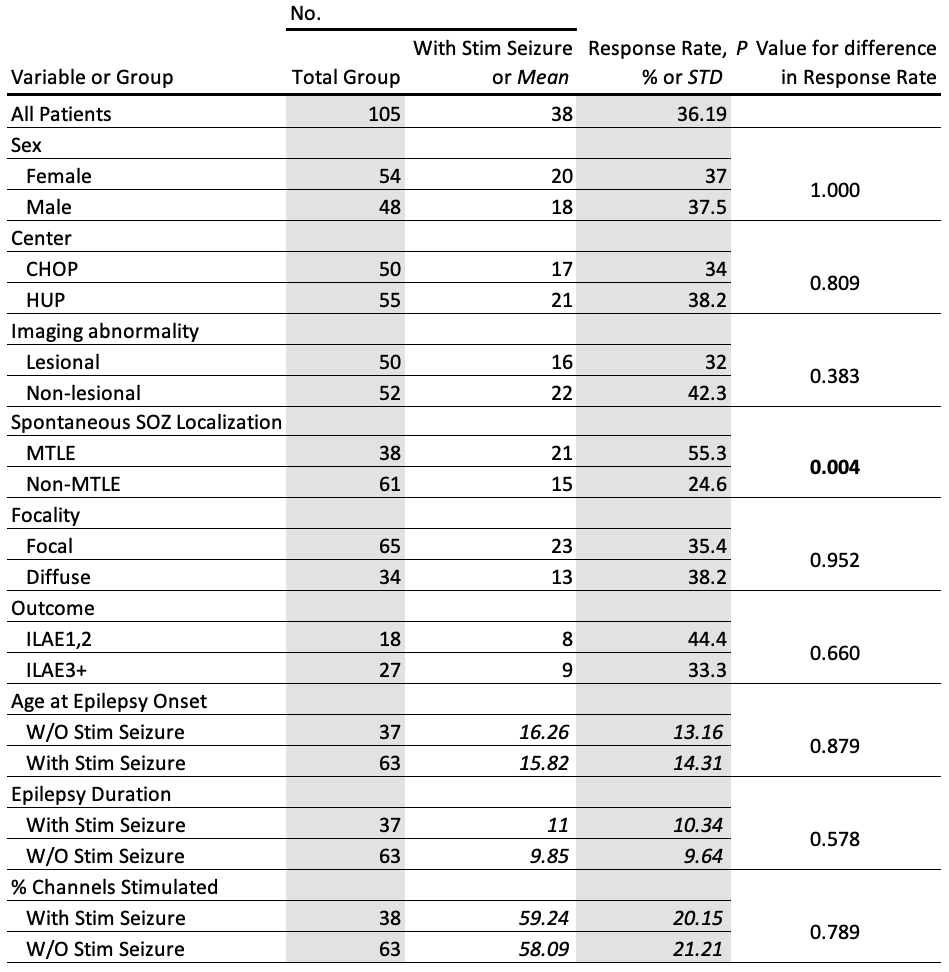 No.
With Stim Seizure Response Rate, P Value for difference
Variable or Group Total Group or Mean % or STD in Response Rate
All Patients 105 38 36.19
Sex
Female 54 20 37
1.000
Male 48 18 37.5
Center
CHOP 50 17 34
0.809
HUP 55 21 38.2
Imaging abnormality
Lesional 50 16 32
0.383
Non-lesional 52 22 42.3
Spontaneous SOZ Localization
MTLE 38 21 55.3
0.004
Non-MTLE 61 15 24.6
Focality
Focal 65 23 35.4
0.952
Diffuse 34 13 38.2
Outcome
ILAE1,2 18 8 44.4
0.660
ILAE3+ 27 9 33.3
Age at Epilepsy Onset
W/O Stim Seizure 37 16.26 13.16
0.879
With Stim Seizure 63 15.82 14.31
Epilepsy Duration
With Stim Seizure 37 11 10.34
0.578
W/O Stim Seizure 63 9.85 9.64
% Channels Stimulated
With Stim Seizure 38 59.24 20.15
0.789
W/O Stim Seizure 63 58.09 21.21